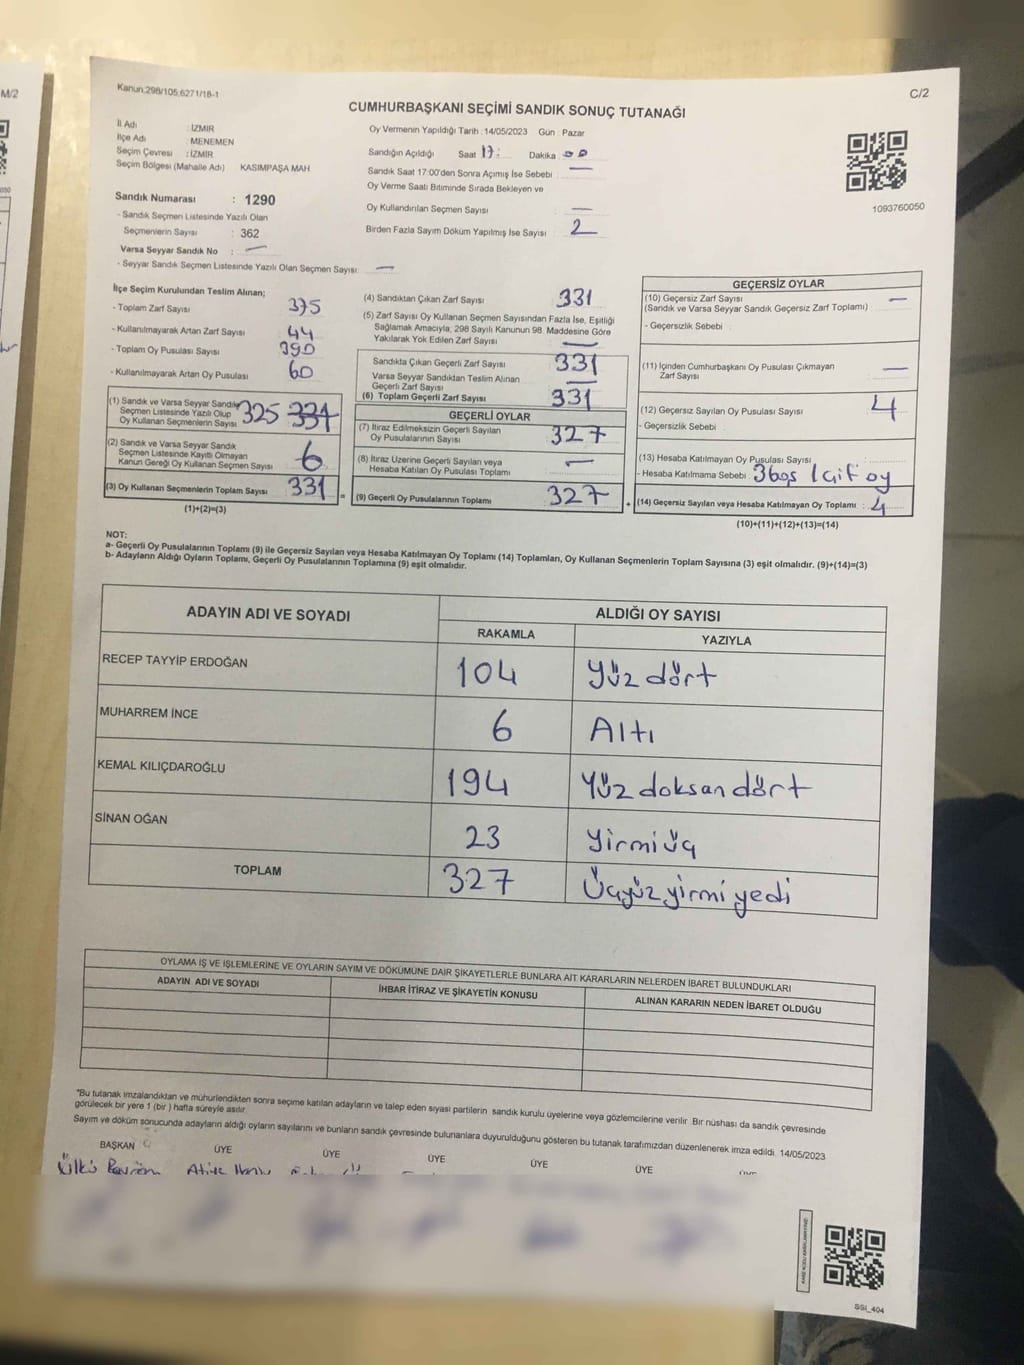 M/2
Kanun:298/105;6271/18-1
C/2
CUMHURBAŞKANI SEÇİMİ SANDIK SONUÇ TUTANAĞI
İl Adı : İZMİR
İlçe Adı : MENEMEN
Seçim Çevresi : İZMİR
Seçim Bölgesi (Mahalle Adı) KASIMPAŞA MAH
Sandık Numarası : 1290
- Sandık Seçmen Listesinde Yazılı Olan
Seçmenlerin Sayısı : 362
Varsa Seyyar Sandık No : —
- Seyyar Sandık Seçmen Listesinde Yazılı Olan Seçmen Sayısı: —
Oy Vermenin Yapıldığı Tarih :14/05/2023 Gün : Pazar
Sandığın Açıldığı Saat 17: Dakika 00
Sandık Saat 17:00'den Sonra Açımış İse Sebebi : —
Oy Verme Saati Bitiminde Sırada Bekleyen ve
Oy Kullandırılan Seçmen Sayısı —
Birden Fazla Sayım Döküm Yapılmış İse Sayısı : 2
1093760050
İlçe Seçim Kurulundan Teslim Alınan;
- Toplam Zarf Sayısı 375
- Kullanılmayarak Artan Zarf Sayısı 44
- Toplam Oy Pusulası Sayısı 390
- Kullanılmayarak Artan Oy Pusulası 60
(1) Sandık ve Varsa Seyyar Sandık
Seçmen Listesinde Yazılı Olup
Oy Kullanan Seçmenlerin Sayısı 325 331
(2) Sandık ve Varsa Seyyar Sandık
Seçmen Listesinde Kayıtlı Olmayan
Kanun Gereği Oy Kullanan Seçmen Sayısı 6
(3) Oy Kullanan Seçmenlerin Toplam Sayısı 331 =
(1)+(2)=(3)
(4) Sandıktan Çıkan Zarf Sayısı 331
(5) Zarf Sayısı Oy Kullanan Seçmen Sayısından Fazla İse, Eşitliği
Sağlamak Amacıyla, 298 Sayılı Kanunun 98. Maddesine Göre
Yakılarak Yok Edilen Zarf Sayısı —
Sandıkta Çıkan Geçerli Zarf Sayısı 331
Varsa Seyyar Sandıktan Teslim Alınan
Geçerli Zarf Sayısı —
(6) Toplam Geçerli Zarf Sayısı 331
GEÇERLİ OYLAR
(7) İtiraz Edilmeksizin Geçerli Sayılan
Oy Pusulalarının Sayısı 327
(8) İtiraz Üzerine Geçerli Sayılan veya
Hesaba Katılan Oy Pusulası Toplamı —
(9) Geçerli Oy Pusulalarının Toplamı 327 +
GEÇERSİZ OYLAR
(10) Geçersiz Zarf Sayısı —
(Sandık ve Varsa Seyyar Sandık Geçersiz Zarf Toplamı)
- Geçersizlik Sebebi :
(11) İçinden Cumhurbaşkanı Oy Pusulası Çıkmayan
Zarf Sayısı —
(12) Geçersiz Sayılan Oy Pusulası Sayısı 4
- Geçersizlik Sebebi :
(13) Hesaba Katılmayan Oy Pusulası Sayısı :
- Hesaba Katılmama Sebebi : 3 boş 1 çift oy
(14) Geçersiz Sayılan veya Hesaba Katılmayan Oy Toplamı : 4
(10)+(11)+(12)+(13)=(14)
NOT:
a- Geçerli Oy Pusulalarının Toplamı (9) ile Geçersiz Sayılan veya Hesaba Katılmayan Oy Toplamı (14) Toplamları, Oy Kullanan Seçmenlerin Toplam Sayısına (3) eşit olmalıdır. (9)+(14)=(3)
b- Adayların Aldığı Oyların Toplamı, Geçerli Oy Pusulalarının Toplamına (9) eşit olmalıdır.
ADAYIN ADI VE SOYADI ALDIĞI OY SAYISI
RAKAMLA YAZIYLA
RECEP TAYYİP ERDOĞAN 104 Yüz dört
MUHARREM İNCE 6 Altı
KEMAL KILIÇDAROĞLU 194 Yüz doksan dört
SİNAN OĞAN 23 Yirmi üç
TOPLAM 327 Üçyüz yirmi yedi
OYLAMA İŞ VE İŞLEMLERİNE VE OYLARIN SAYIM VE DÖKÜMÜNE DAİR ŞİKAYETLERLE BUNLARA AİT KARARLARIN NELERDEN İBARET BULUNDUKLARI
ADAYIN ADI VE SOYADI İHBAR İTİRAZ VE ŞİKAYETİN KONUSU ALINAN KARARIN NEDEN İBARET OLDUĞU
"Bu tutanak imzalandıktan ve mühürlendikten sonra seçime katılan adayların ve talep eden siyasi partilerin sandık kurulu üyelerine veya gözlemcilerine verilir. Bir nüshası da sandık çevresinde
görülecek bir yere 1 (bir ) hafta süreyle asılır.
Sayım ve döküm sonucunda adayların aldığı oyların sayılarını ve bunların sandık çevresinde bulunanlara duyurulduğunu gösteren bu tutanak tarafımızdan düzenlenerek imza edildi. 14/05/2023
BAŞKAN ÜYE ÜYE ÜYE ÜYE ÜYE
Ülkü
SSI_404